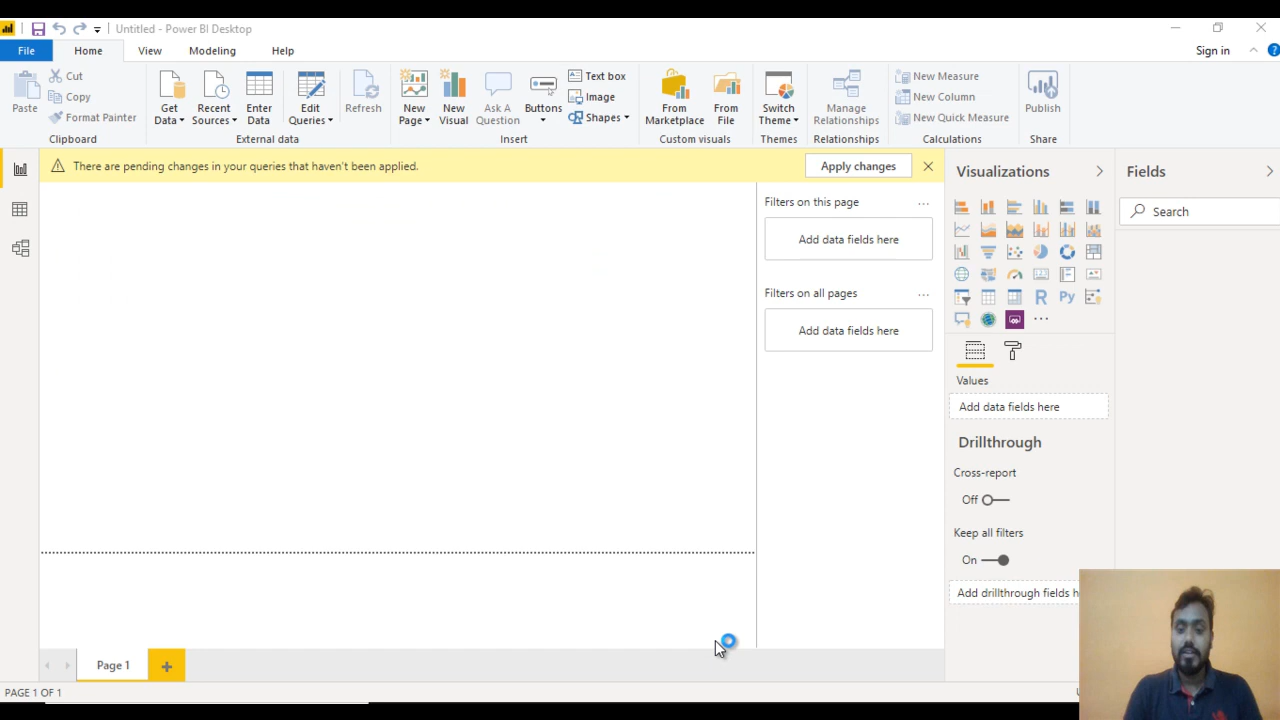 Untitled - Power BI Desktop
File Home View Modeling Help Sign in
Paste
Cut
Copy
Format Painter
Clipboard
Get Data
Recent Sources
Enter Data
Edit Queries
Refresh
External data
New Page
New Visual
Ask A Question
Buttons
Text box
Image
Shapes
Insert
From Marketplace
From File
Custom visuals
Switch Theme
Themes
Manage Relationships
Relationships
New Measure
New Column
New Quick Measure
Calculations
Publish
Share
There are pending changes in your queries that haven't been applied. Apply changes
Filters on this page ...
Add data fields here
Filters on all pages ...
Add data fields here
Visualizations
R Py
Values
Add data fields here
Drillthrough
Cross-report
Off
Keep all filters
On
Add drillthrough fields h
Fields
Search
Page 1
PAGE 1 OF 1